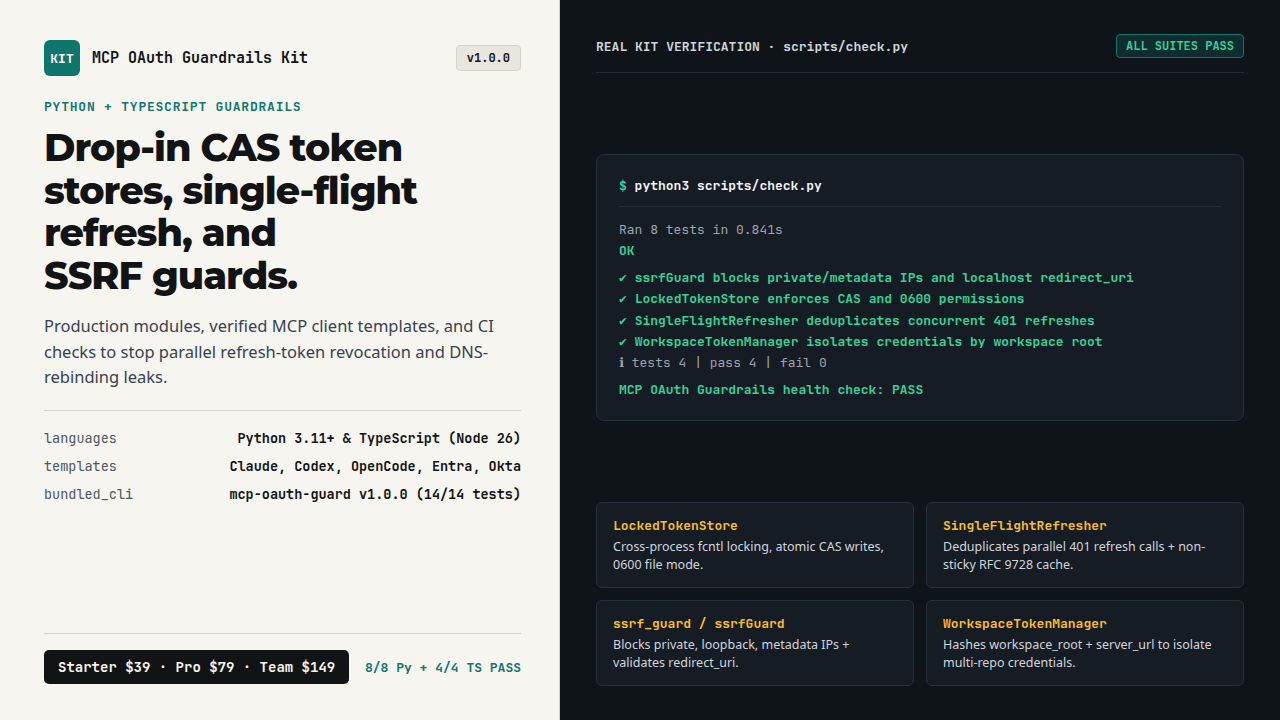 KIT
MCP OAuth Guardrails Kit
v1.0.0
PYTHON + TYPESCRIPT GUARDRAILS
Drop-in CAS token
stores, single-flight
refresh, and
SSRF guards.
Production modules, verified MCP client templates, and CI
checks to stop parallel refresh-token revocation and DNS-
rebinding leaks.
languages Python 3.11+ & TypeScript (Node 26)
templates Claude, Codex, OpenCode, Entra, Okta
bundled_cli mcp-oauth-guard v1.0.0 (14/14 tests)
Starter $39 · Pro $79 · Team $149
8/8 Py + 4/4 TS PASS
REAL KIT VERIFICATION · scripts/check.py
ALL SUITES PASS
$ python3 scripts/check.py
Ran 8 tests in 0.841s
OK
✔ ssrfGuard blocks private/metadata IPs and localhost redirect_uri
✔ LockedTokenStore enforces CAS and 0600 permissions
✔ SingleFlightRefresher deduplicates concurrent 401 refreshes
✔ WorkspaceTokenManager isolates credentials by workspace root
ℹ tests 4 | pass 4 | fail 0
MCP OAuth Guardrails health check: PASS
LockedTokenStore
Cross-process fcntl locking, atomic CAS writes,
0600 file mode.
SingleFlightRefresher
Deduplicates parallel 401 refresh calls + non-
sticky RFC 9728 cache.
ssrf_guard / ssrfGuard
Blocks private, loopback, metadata IPs +
validates redirect_uri.
WorkspaceTokenManager
Hashes workspace_root + server_url to isolate
multi-repo credentials.